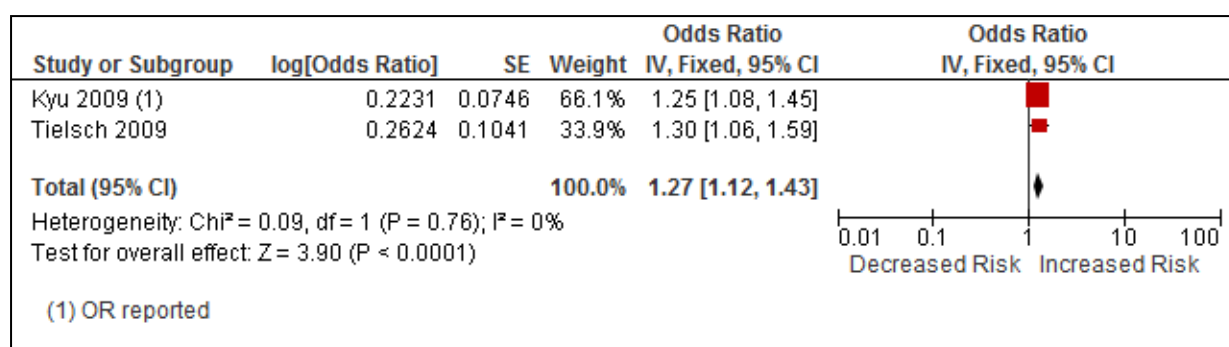 Odds Ratio Odds Ratio
Study or Subgroup log[Odds Ratio] SE Weight IV, Fixed, 95% CI IV, Fixed, 95% CI
Kyu 2009 (1) 0.2231 0.0746 66.1% 1.25 [1.08, 1.45]
Tielsch 2009 0.2624 0.1041 33.9% 1.30 [1.06, 1.59]
Total (95% CI) 100.0% 1.27 [1.12, 1.43]
Heterogeneity: Chi² = 0.09, df = 1 (P = 0.76); I² = 0%
Test for overall effect: Z = 3.90 (P < 0.0001)
0.01 0.1 1 10 100
Decreased Risk Increased Risk
(1) OR reported